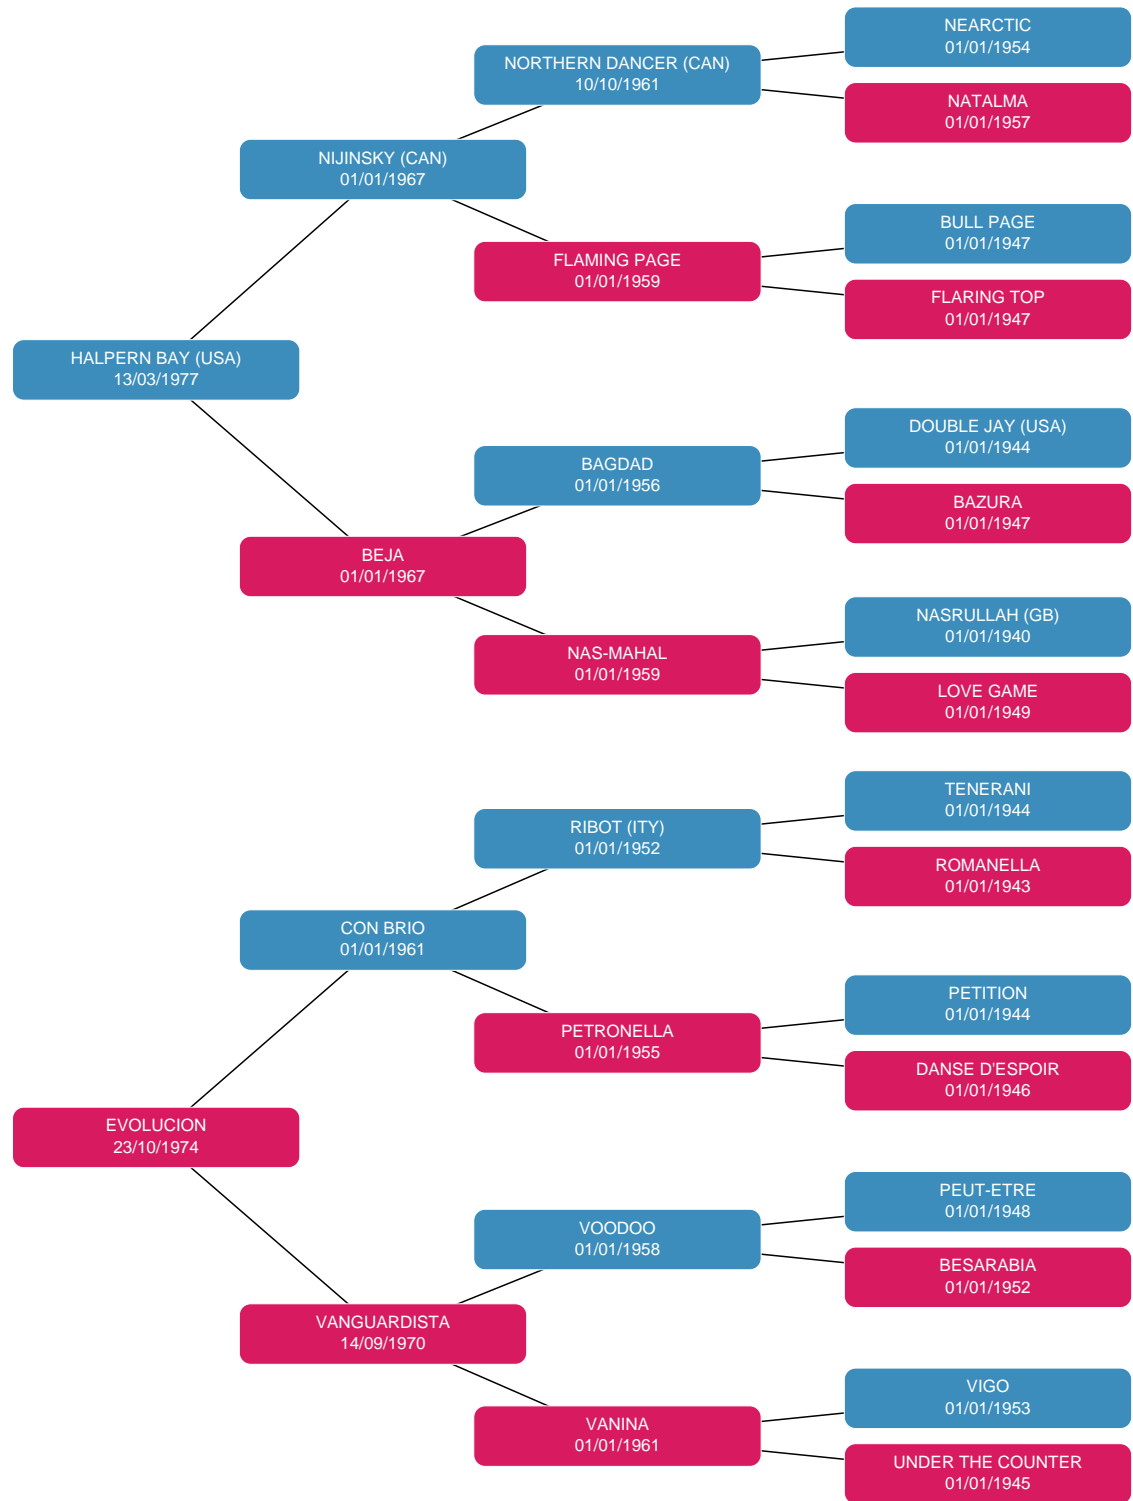 NEARCTIC
01/01/1954
NORTHERN DANCER (CAN)
10/10/1961
NATALMA
01/01/1957
NIJINSKY (CAN)
01/01/1967
BULL PAGE
01/01/1947
FLAMING PAGE
01/01/1959
FLARING TOP
01/01/1947
HALPERN BAY (USA)
13/03/1977
DOUBLE JAY (USA)
01/01/1944
BAGDAD
01/01/1956
BAZURA
01/01/1947
BEJA
01/01/1967
NASRULLAH (GB)
01/01/1940
NAS-MAHAL
01/01/1959
LOVE GAME
01/01/1949
TENERANI
01/01/1944
RIBOT (ITY)
01/01/1952
ROMANELLA
01/01/1943
CON BRIO
01/01/1961
PETITION
01/01/1944
PETRONELLA
01/01/1955
DANSE D'ESPOIR
01/01/1946
EVOLUCION
23/10/1974
PEUT-ETRE
01/01/1948
VOODOO
01/01/1958
BESARABIA
01/01/1952
VANGUARDISTA
14/09/1970
VIGO
01/01/1953
VANINA
01/01/1961
UNDER THE COUNTER
01/01/1945